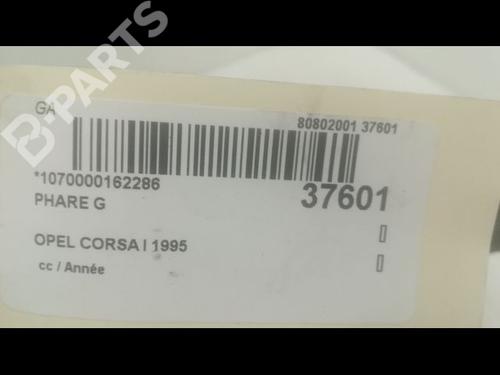 GA
80802001 37601
*1070000162286
37601
PHARE G
OPEL CORSA I 1995
cc / Année
B-PARTS